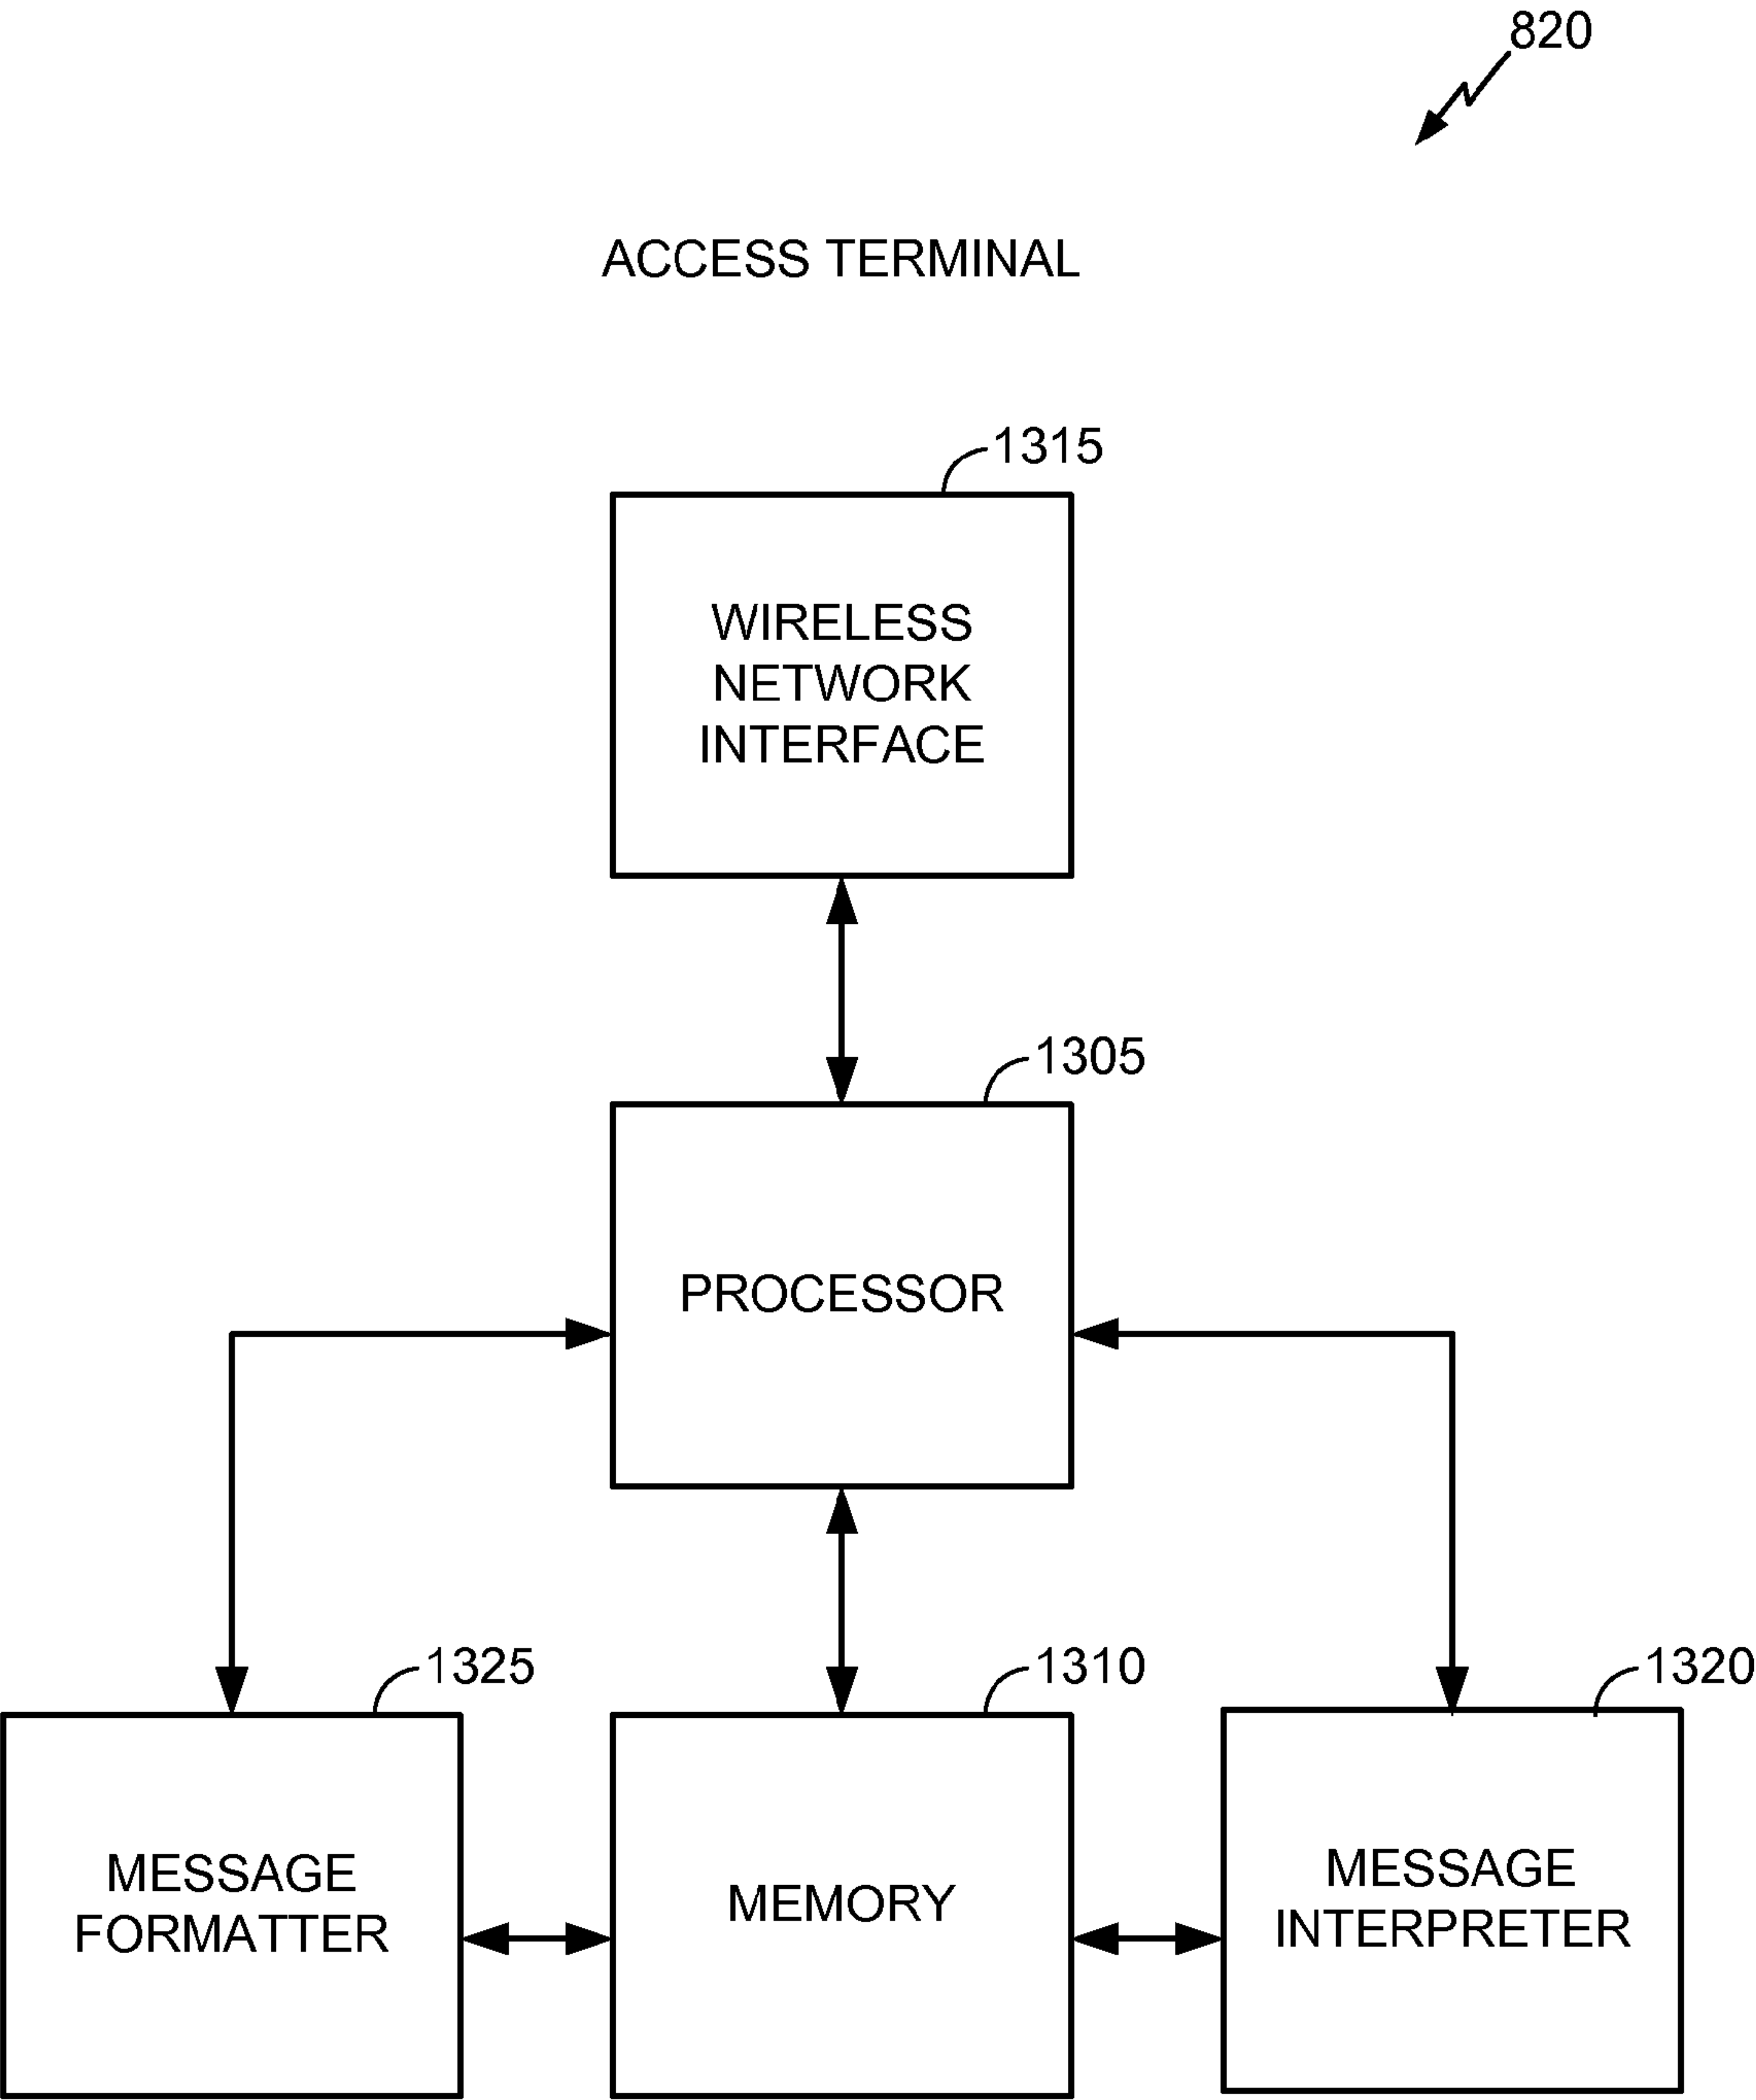 820
ACCESS TERMINAL
1315
WIRELESS
NETWORK
INTERFACE
1305
PROCESSOR
1325
1310
1320
MESSAGE
FORMATTER
MEMORY
MESSAGE
INTERPRETER